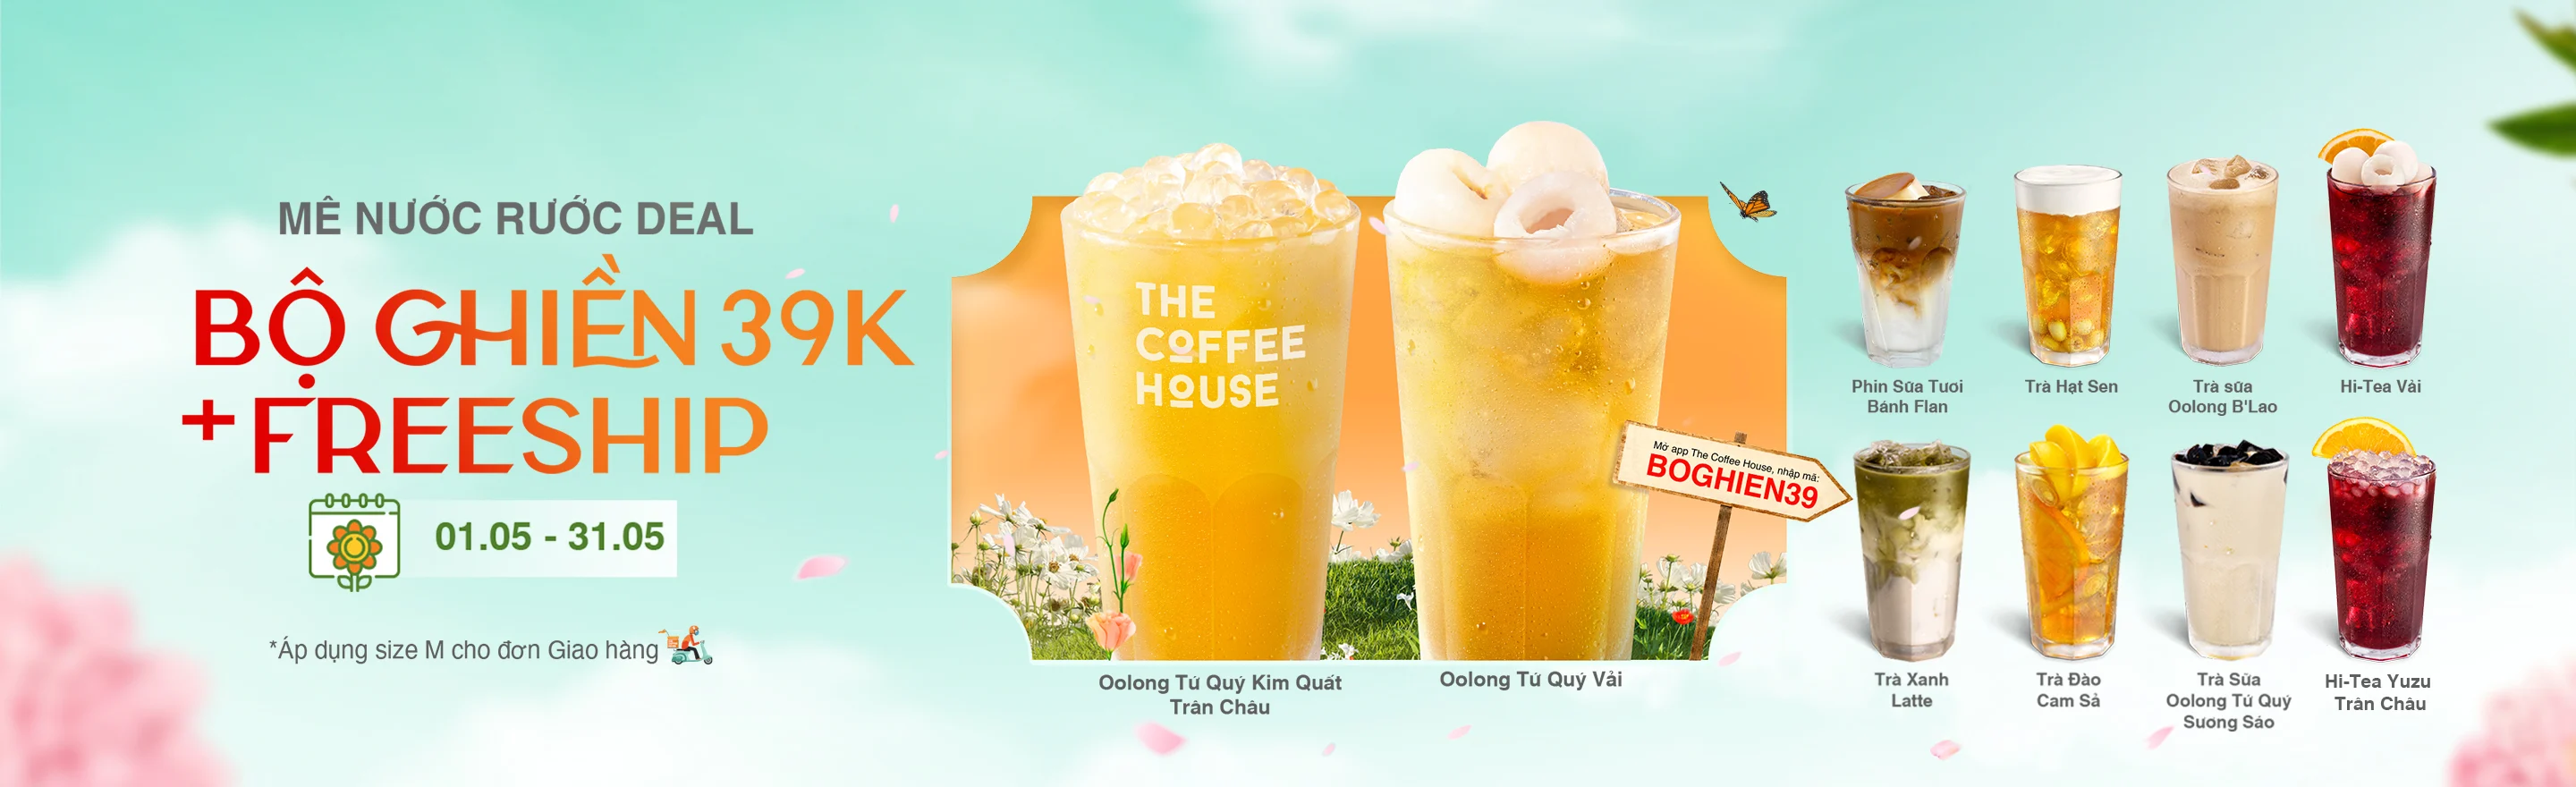 MÊ NƯỚC RƯỚC DEAL
BỘ GHIỀN 39K
+FREESHIP
01.05 - 31.05
*Áp dụng size M cho đơn Giao hàng
THE
COFFEE
HOUSE
Mở app The Coffee House, nhập mã:
BOGHIEN39
Oolong Tứ Quý Kim Quất
Trân Châu
Oolong Tứ Quý Vải
Phin Sữa Tươi
Bánh Flan
Trà Hạt Sen
Trà sữa
Oolong B'Lao
Hi-Tea Vải
Trà Xanh
Latte
Trà Đào
Cam Sả
Trà Sữa
Oolong Tứ Quý
Sương Sáo
Hi-Tea Yuzu
Trân Châu